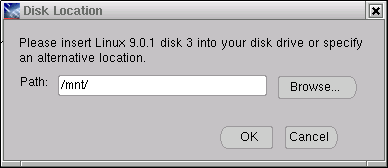 Disk Location
Please insert Linux 9.0.1 disk 3 into your disk drive or specify
an alternative location.
Path: /mnt/ Browse...
OK Cancel